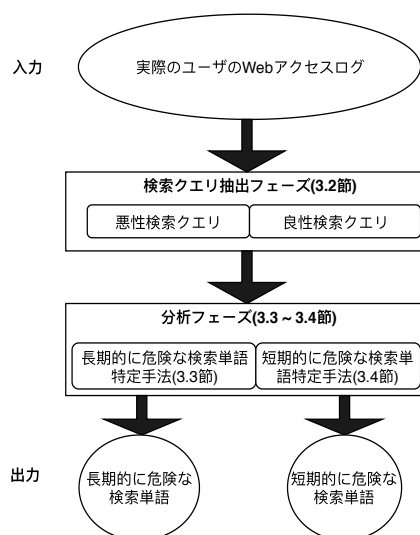 入力
実際のユーザのWebアクセスログ
検索クエリ抽出フェーズ(3.2節)
悪性検索クエリ
良性検索クエリ
分析フェーズ(3.3 ~ 3.4節)
長期的に危険な検索単語
特定手法(3.3節)
短期的に危険な検索単
語特定手法(3.4節)
出力
長期的に危険な
検索単語
短期的に危険な
検索単語